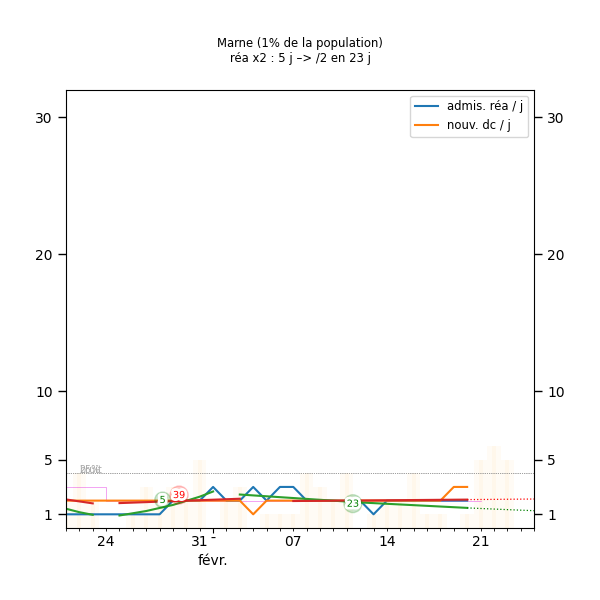 Marne (1% de la population)
réa x2 : 5 j –> /2 en 23 j
admis. réa / j
nouv. dc / j
30 30
20 20
10 10
5 5
1 1
5
39
23
24 31 07 14 21
févr.